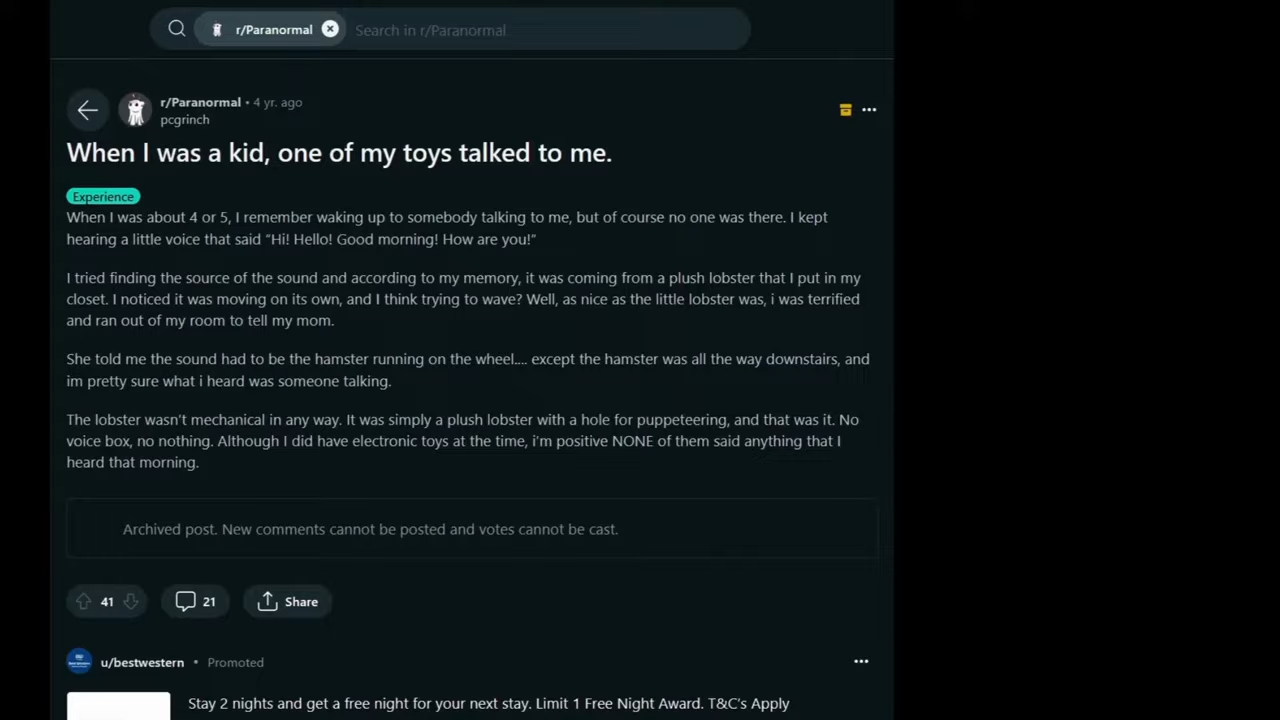 r/Paranormal Search in r/Paranormal
r/Paranormal • 4 yr. ago
pcgrinch
When I was a kid, one of my toys talked to me.
Experience
When I was about 4 or 5, I remember waking up to somebody talking to me, but of course no one was there. I kept
hearing a little voice that said “Hi! Hello! Good morning! How are you!”
I tried finding the source of the sound and according to my memory, it was coming from a plush lobster that I put in my
closet. I noticed it was moving on its own, and I think trying to wave? Well, as nice as the little lobster was, i was terrified
and ran out of my room to tell my mom.
She told me the sound had to be the hamster running on the wheel.... except the hamster was all the way downstairs, and
im pretty sure what i heard was someone talking.
The lobster wasn’t mechanical in any way. It was simply a plush lobster with a hole for puppeteering, and that was it. No
voice box, no nothing. Although I did have electronic toys at the time, i’m positive NONE of them said anything that I
heard that morning.
Archived post. New comments cannot be posted and votes cannot be cast.
41 21 Share
u/bestwestern • Promoted
Stay 2 nights and get a free night for your next stay. Limit 1 Free Night Award. T&C's Apply